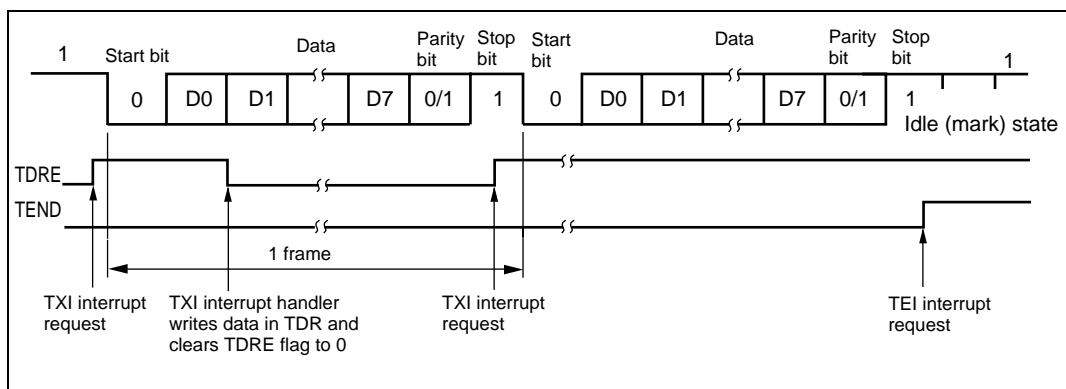 1
Start bit
Data
Parity bit
Stop bit
Start bit
Data
Parity bit
Stop bit
1
0 D0 D1 D7 0/1 1 0 D0 D1 D7 0/1 1
Idle (mark) state
TDRE
TEND
1 frame
TXI interrupt
request
TXI interrupt handler
writes data in TDR and
clears TDRE flag to 0
TXI interrupt
request
TEI interrupt
request